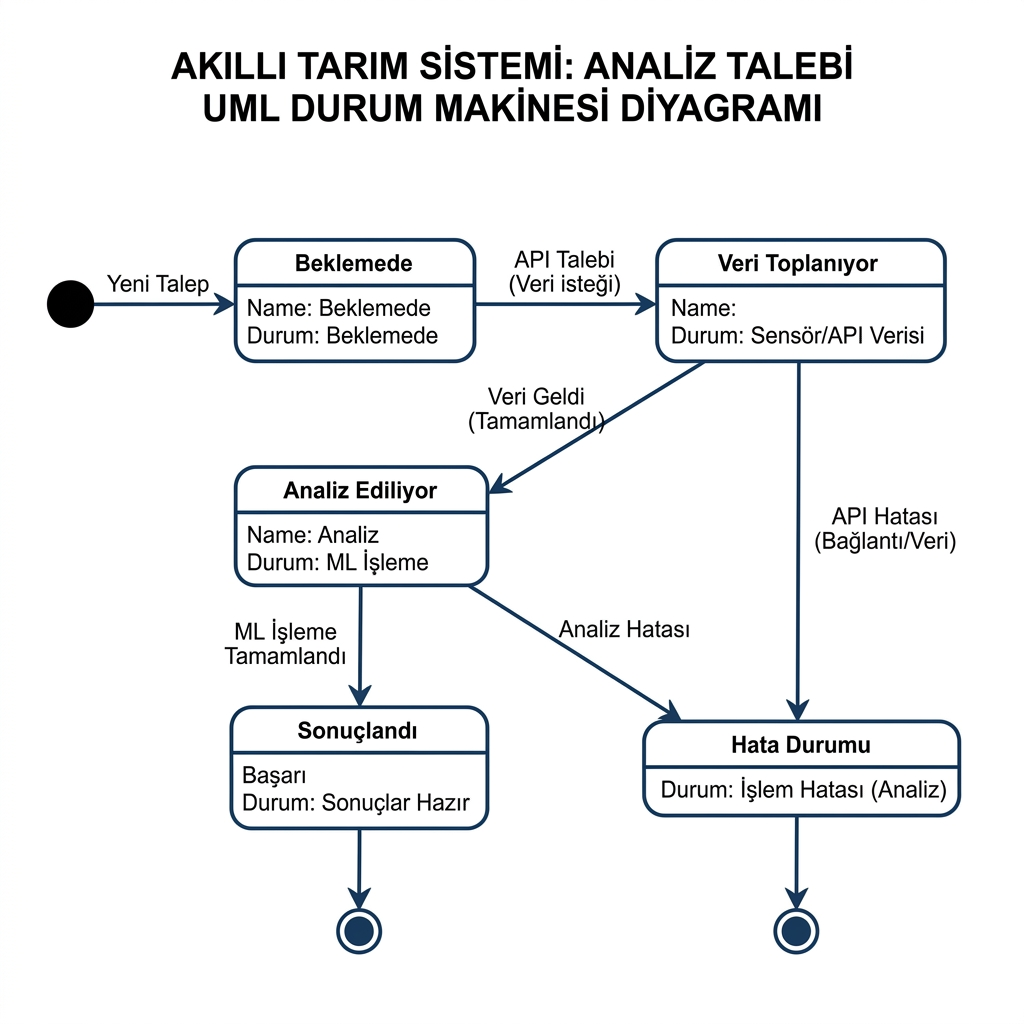 AKILLI TARIM SİSTEMİ: ANALİZ TALEBİ
UML DURUM MAKİNESİ DİYAGRAMI
Yeni Talep
Beklemede
Name: Beklemede
Durum: Beklemede
API Talebi
(Veri isteği)
Veri Toplanıyor
Name:
Durum: Sensör/API Verisi
Veri Geldi
(Tamamlandı)
Analiz Ediliyor
Name: Analiz
Durum: ML İşleme
API Hatası
(Bağlantı/Veri)
ML İşleme
Tamamlandı
Analiz Hatası
Sonuçlandı
Başarı
Durum: Sonuçlar Hazır
Hata Durumu
Durum: İşlem Hatası (Analiz)